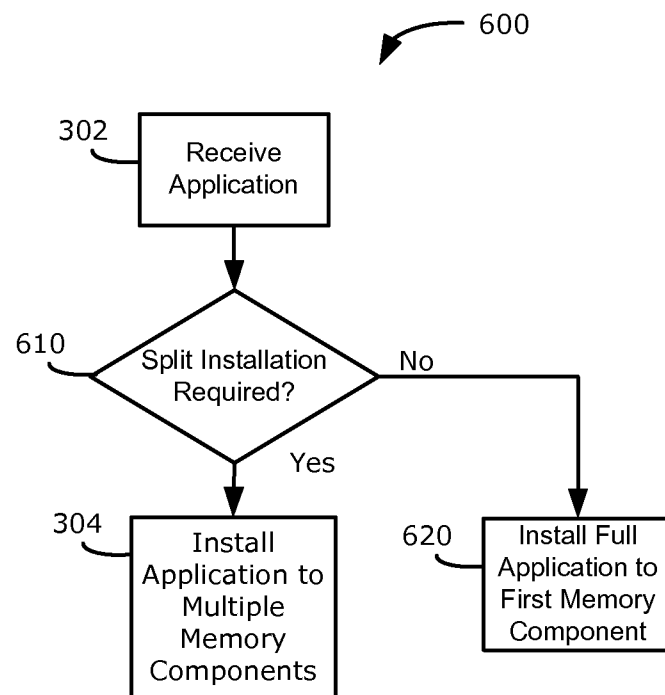 600
302
Receive
Application
610
Split Installation
Required?
No
Yes
304
Install
Application to
Multiple
Memory
Components
620
Install Full
Application to
First Memory
Component